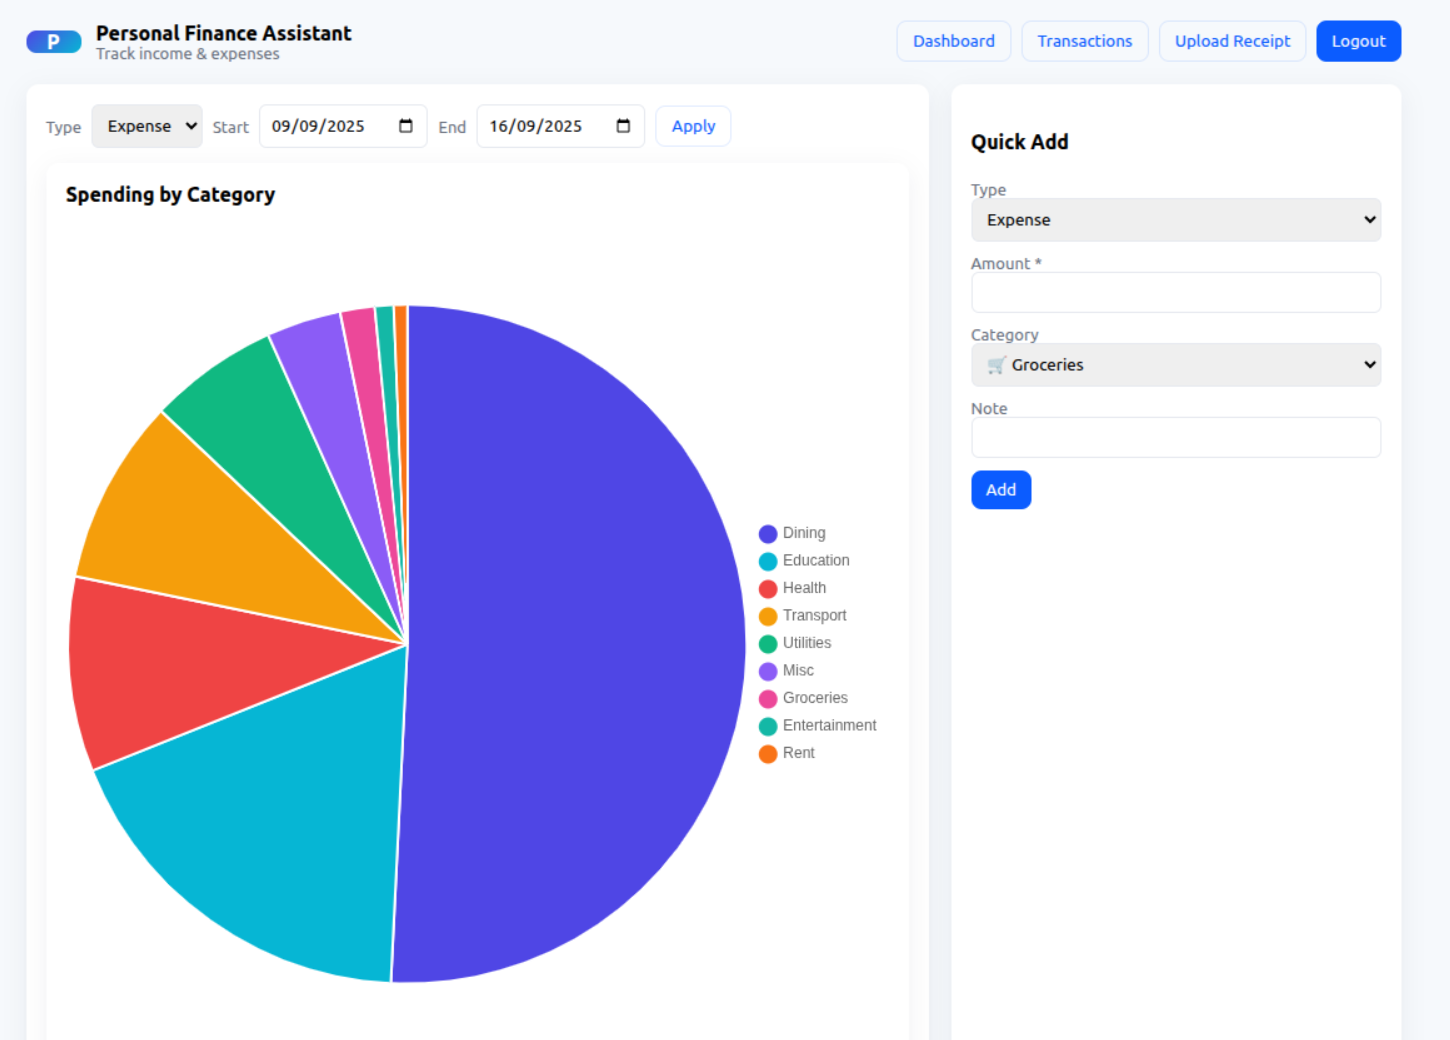 P
Personal Finance Assistant
Track income & expenses
Dashboard
Transactions
Upload Receipt
Logout
Type
Expense
Start
09/09/2025
End
16/09/2025
Apply
Spending by Category
Dining
Education
Health
Transport
Utilities
Misc
Groceries
Entertainment
Rent
Quick Add
Type
Expense
Amount *
Category
🛒 Groceries
Note
Add